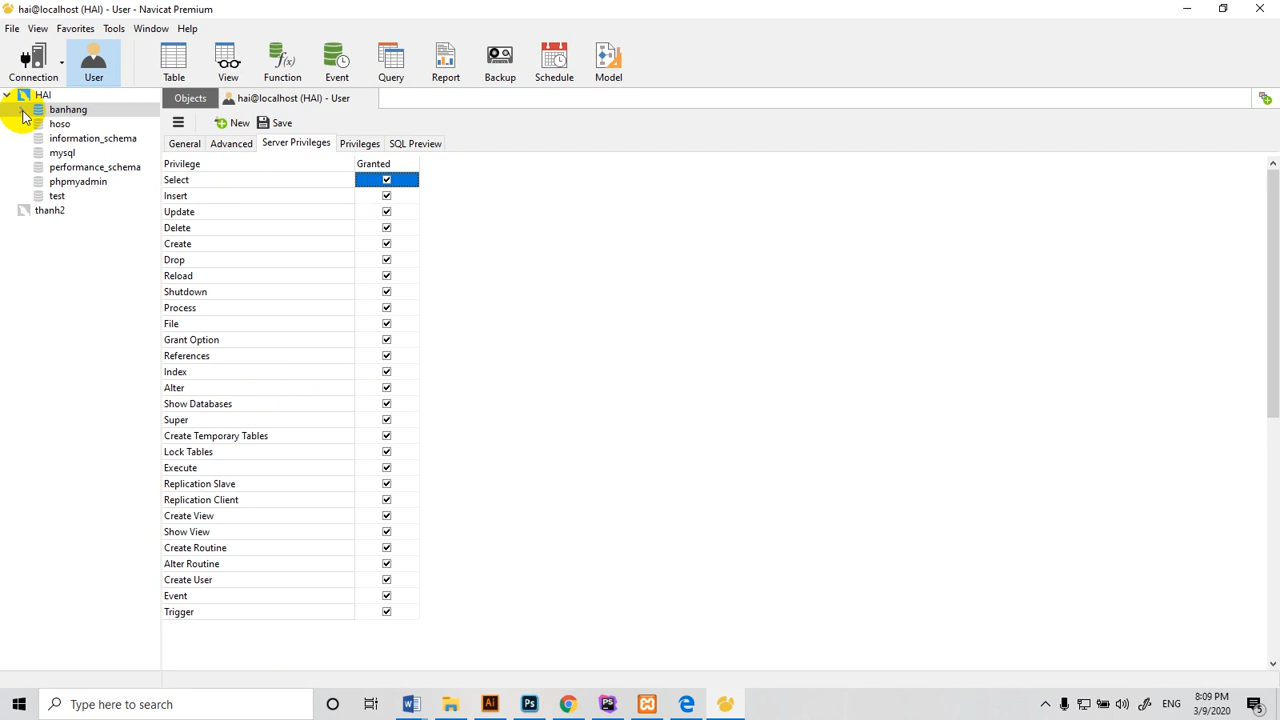 hai@localhost (HAI) - User - Navicat Premium
File View Favorites Tools Window Help
Connection User Table View Function Event Query Report Backup Schedule Model
HAI
banhang
hoso
information_schema
mysql
performance_schema
phpmyadmin
test
thanh2
Objects hai@localhost (HAI) - User
New Save
General Advanced Server Privileges Privileges SQL Preview
Privilege Granted
Select
Insert
Update
Delete
Create
Drop
Reload
Shutdown
Process
File
Grant Option
References
Index
Alter
Show Databases
Super
Create Temporary Tables
Lock Tables
Execute
Replication Slave
Replication Client
Create View
Show View
Create Routine
Alter Routine
Create User
Event
Trigger
Type here to search
Ai
Ps
PS
ENG
8:09 PM
3/9/2020
5